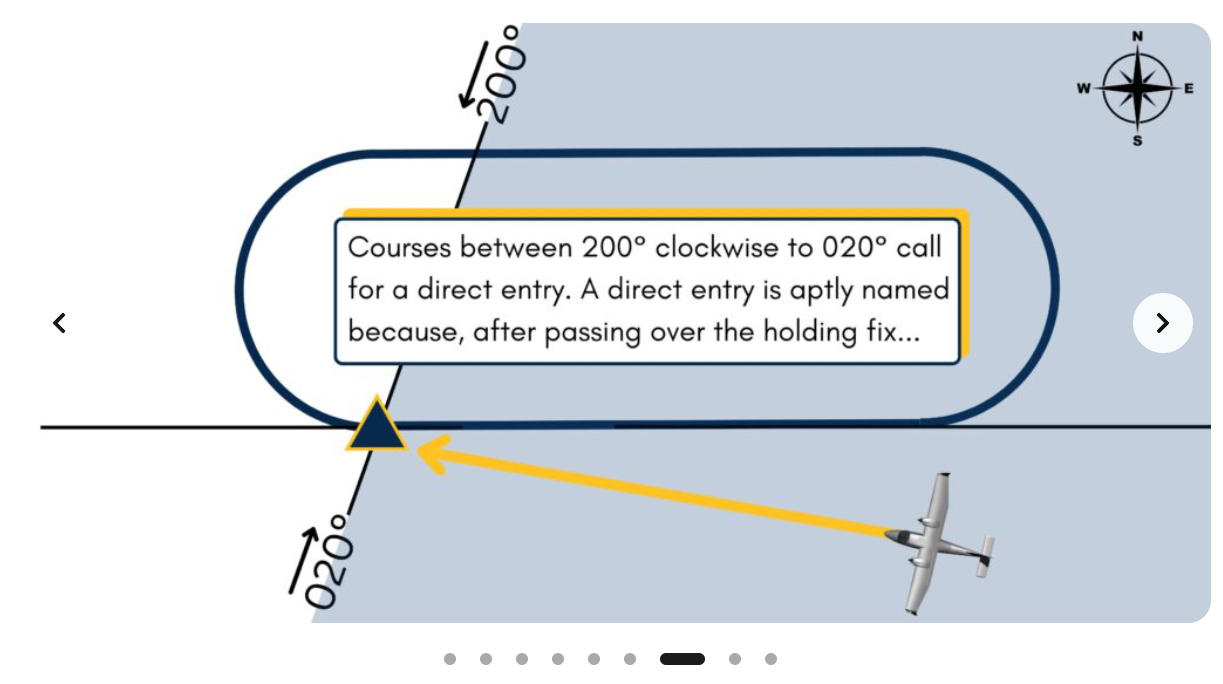 200°
N
W
E
S
Courses between 200° clockwise to 020° call
for a direct entry. A direct entry is aptly named
because, after passing over the holding fix...
020°